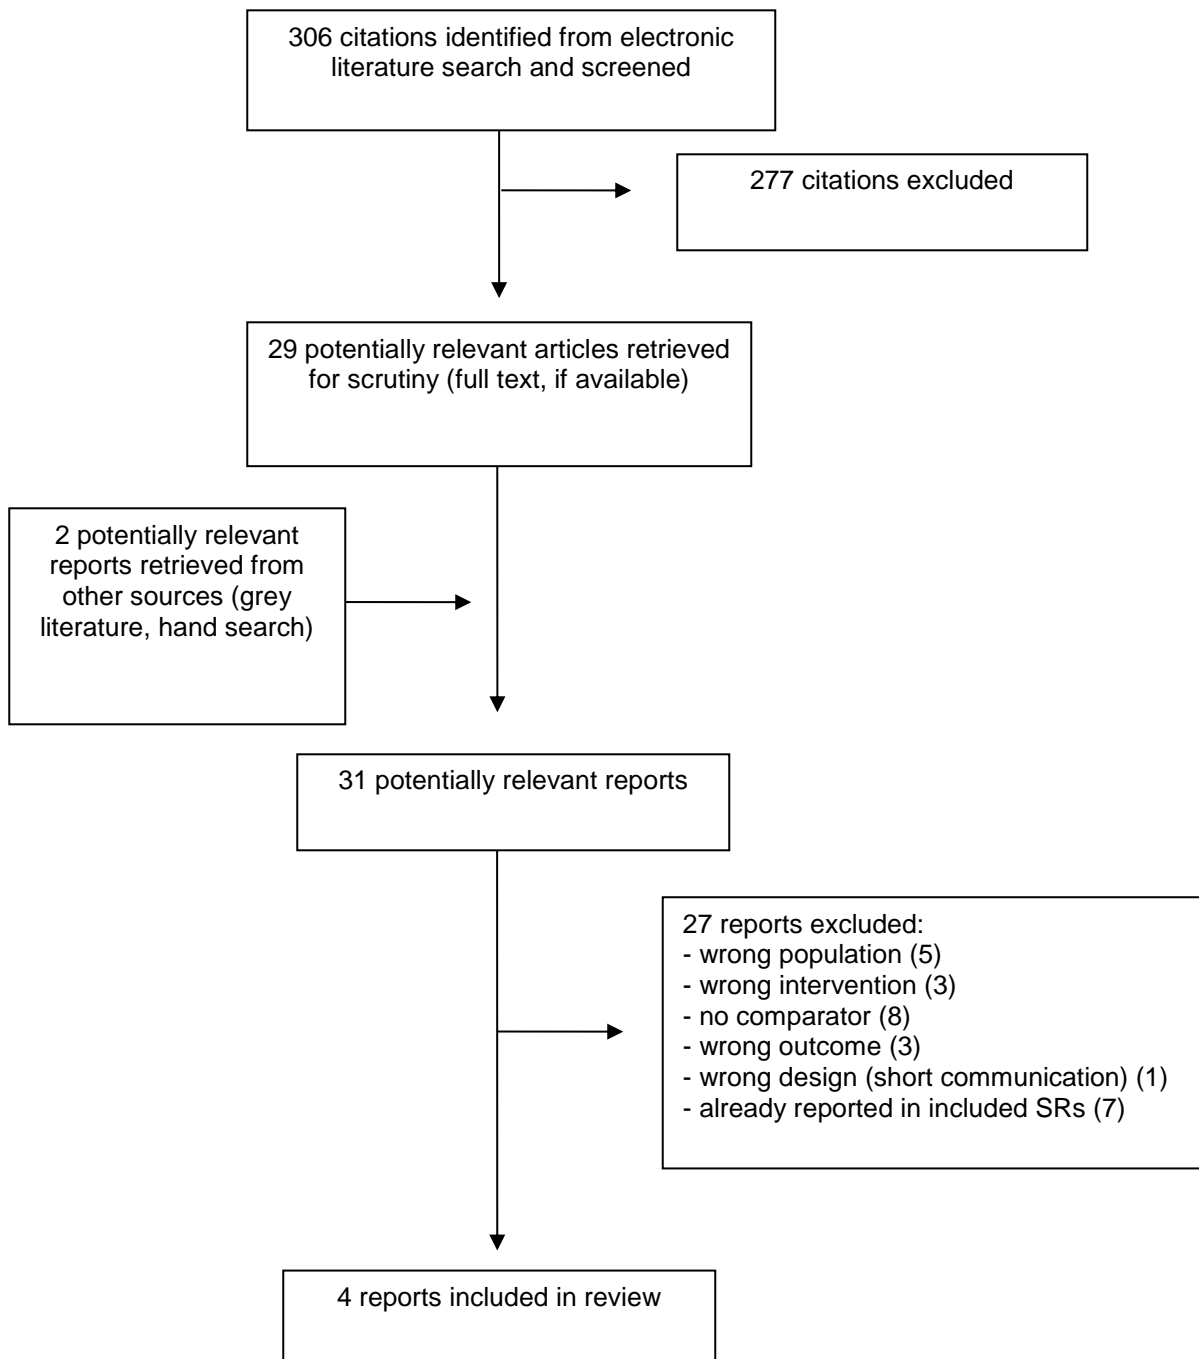 306 citations identified from electronic
literature search and screened
277 citations excluded
29 potentially relevant articles retrieved
for scrutiny (full text, if available)
2 potentially relevant
reports retrieved from
other sources (grey
literature, hand search)
31 potentially relevant reports
27 reports excluded:
- wrong population (5)
- wrong intervention (3)
- no comparator (8)
- wrong outcome (3)
- wrong design (short communication) (1)
- already reported in included SRs (7)
4 reports included in review